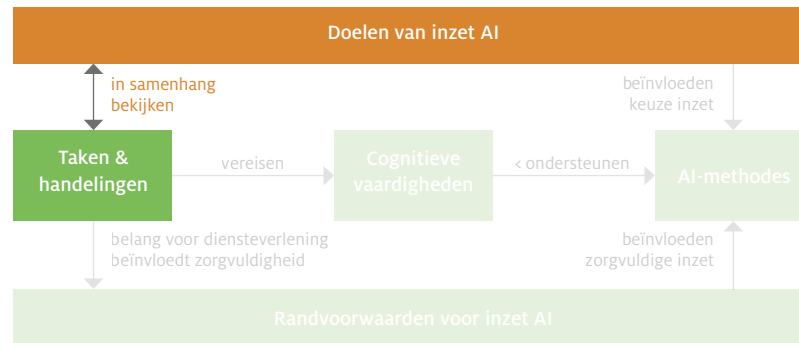 Doelen van inzet AI
in samenhang
bekijken
beïnvloeden
keuze inzet
Taken &
handelingen
vereisen
Cognitieve
vaardigheden
< ondersteunen
AI-methodes
belang voor diensteverlening
beïnvloedt zorgvuldigheid
beïnvloeden
zorgvuldige inzet
Randvoorwaarden voor inzet AI